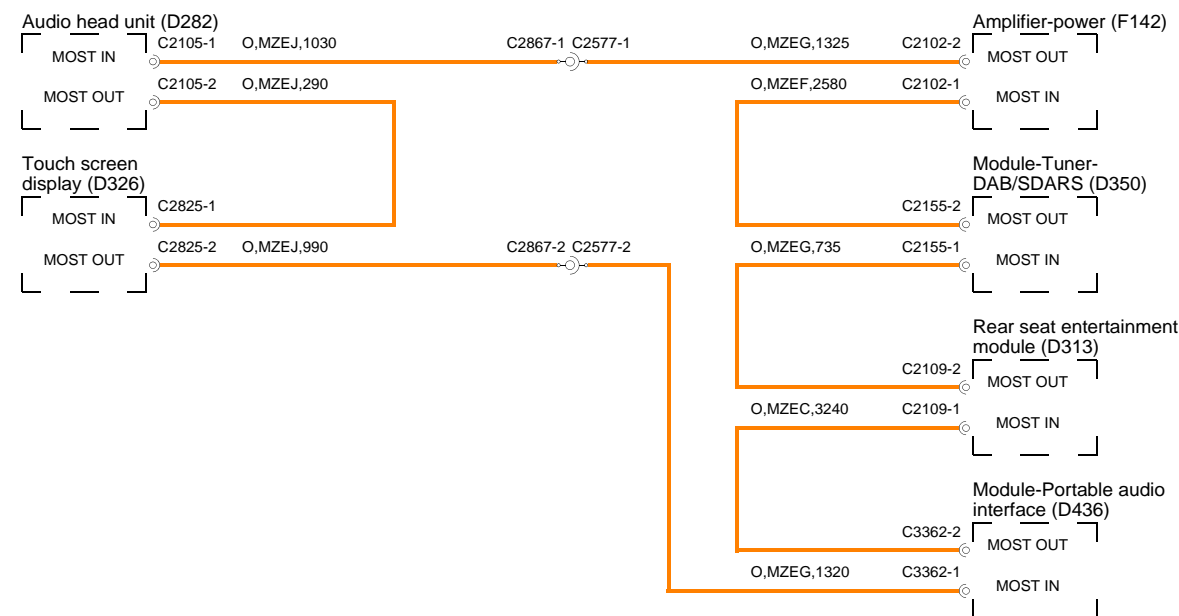 Audio head unit (D282)
Amplifier-power (F142)
C2105-1 O,MZEJ,1030 C2867-1 C2577-1 O,MZEG,1325 C2102-2
MOST IN
MOST OUT
C2105-2 O,MZEJ,290 O,MZEF,2580 C2102-1
MOST OUT
MOST IN
Touch screen
display (D326)
Module-Tuner-
DAB/SDARS (D350)
C2825-1
C2155-2
MOST IN
MOST OUT
C2825-2 O,MZEJ,990 C2867-2 C2577-2 O,MZEG,735 C2155-1
MOST OUT
MOST IN
Rear seat entertainment
module (D313)
C2109-2
MOST OUT
O,MZEC,3240 C2109-1
MOST IN
Module-Portable audio
interface (D436)
C3362-2
MOST OUT
O,MZEG,1320 C3362-1
MOST IN